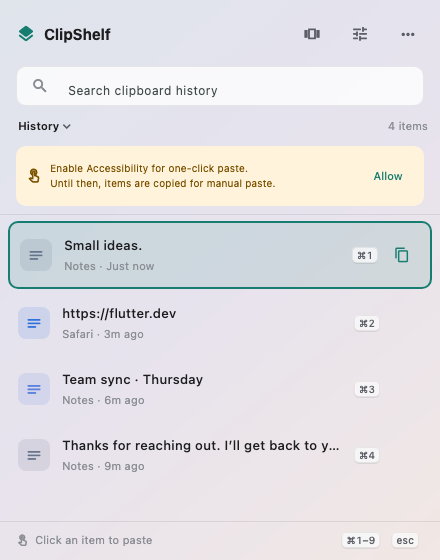 ClipShelf
Search clipboard history
History
4 items
Enable Accessibility for one-click paste.
Until then, items are copied for manual paste.
Allow
Small ideas.
Notes · Just now
⌘1
https://flutter.dev
Safari · 3m ago
⌘2
Team sync · Thursday
Notes · 6m ago
⌘3
Thanks for reaching out. I’ll get back to y...
Notes · 9m ago
⌘4
Click an item to paste
⌘1–9
esc